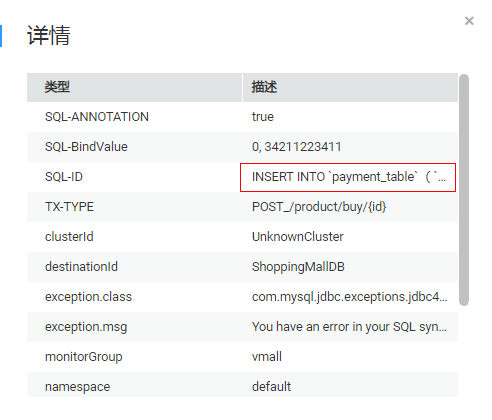 详情
类型 描述
SQL-ANNOTATION true
SQL-BindValue 0, 34211223411
SQL-ID INSERT INTO `payment_table` ( `...
TX-TYPE POST_/product/buy/{id}
clusterId UnknownCluster
destinationId ShoppingMallDB
exception.class com.mysql.jdbc.exceptions.jdbc4...
exception.msg You have an error in your SQL syn...
monitorGroup vmall
namespace default